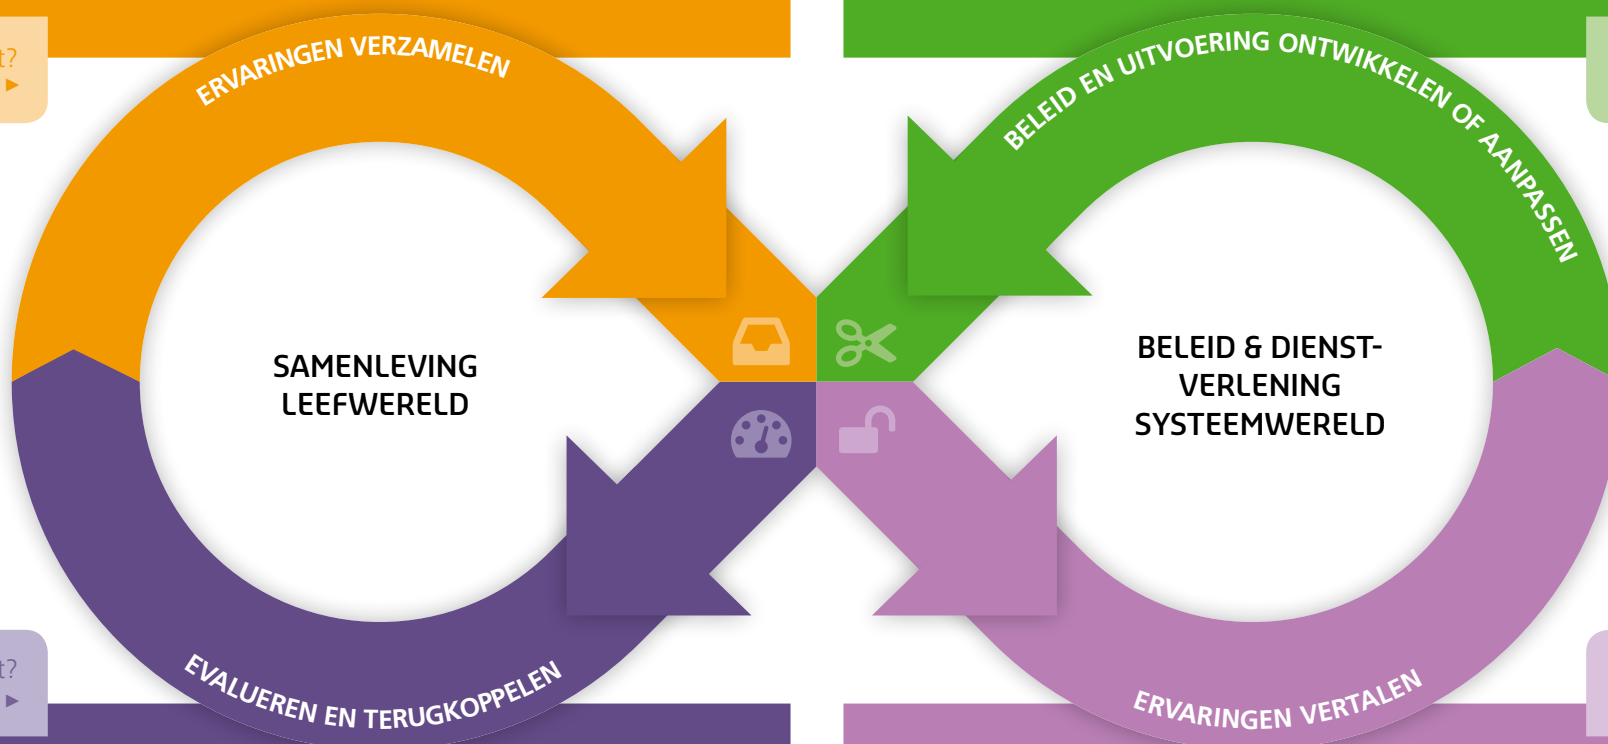 t?
ERVARINGEN VERZAMELEN
BELEID EN UITVOERING ONTWIKKELEN OF AANPASSEN
SAMENLEVING
LEEFWERELD
BELEID & DIENST-
VERLENING
SYSTEEMWERELD
t?
EVALUEREN EN TERUGKOPPELEN
ERVARINGEN VERTALEN